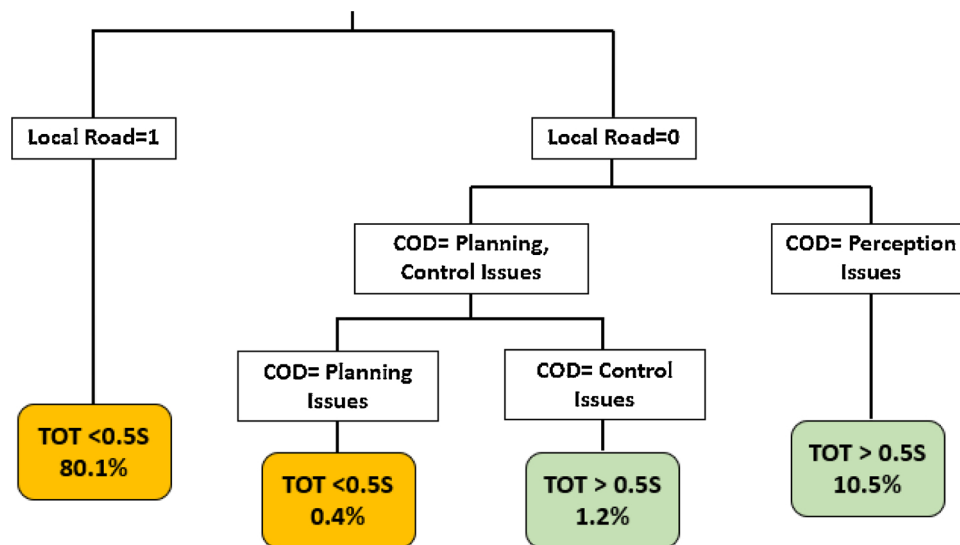 Local Road=1
Local Road=0
COD= Planning,
Control Issues
COD= Perception
Issues
COD= Planning
Issues
COD= Control
Issues
TOT <0.5S
80.1%
TOT <0.5S
0.4%
TOT > 0.5S
1.2%
TOT > 0.5S
10.5%